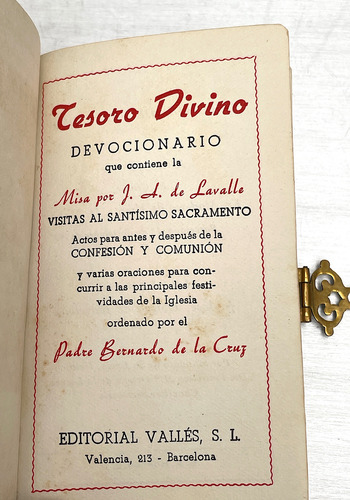 Tesoro Divino
DEVOCIONARIO
que contiene la
Misa por J. A. de Lavalle
VISITAS AL SANTÍSIMO SACRAMENTO
Actos para antes y después de la
CONFESIÓN Y COMUNIÓN
y varias oraciones para con-
currir a las principales festi-
vidades de la Iglesia
ordenado por el
Padre Bernardo de la Cruz
EDITORIAL VALLÉS, S. L.
Valencia, 213 - Barcelona